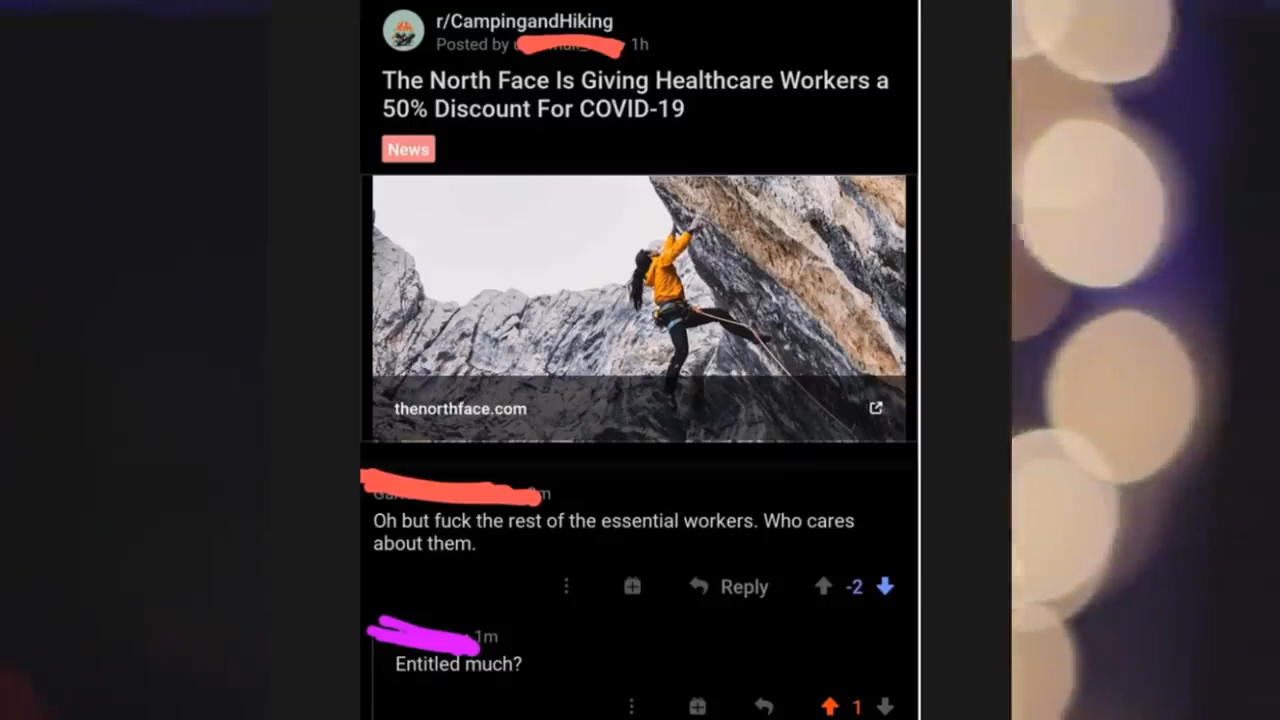 r/CampingandHiking
Posted by
1h
The North Face Is Giving Healthcare Workers a
50% Discount For COVID-19
News
thenorthface.com
Oh but fuck the rest of the essential workers. Who cares
about them.
Reply -2
1m
Entitled much?
1